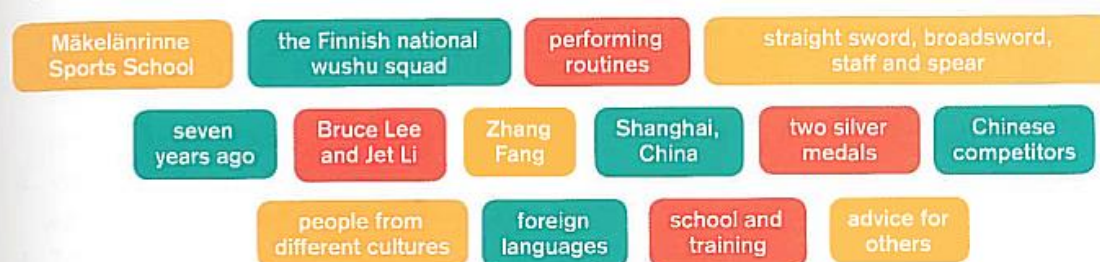 Mäkelänrinne
Sports School
the Finnish national
wushu squad
performing
routines
straight sword, broadsword,
staff and spear
seven
years ago
Bruce Lee
and Jet Li
Zhang
Fang
Shanghai,
China
two silver
medals
Chinese
competitors
people from
different cultures
foreign
languages
school and
training
advice for
others